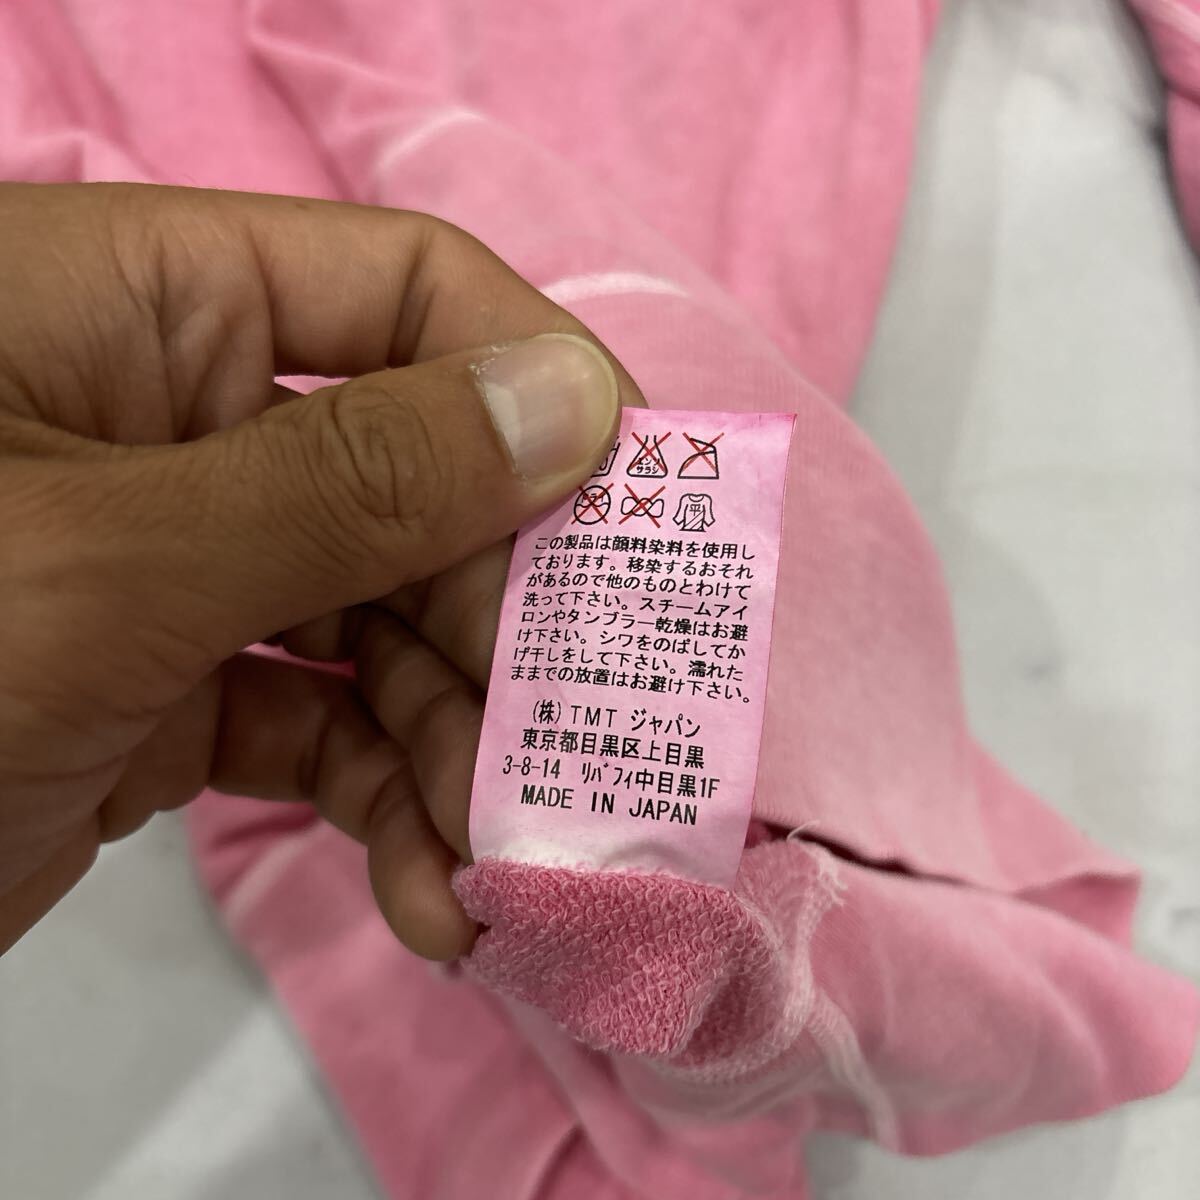 エンソ
サラシ
ドライ
平
この製品は顔料染料を使用し
ております。移染するおそれ
があるので他のものとわけて
洗って下さい。スチームアイ
ロンやタンブラー乾燥はお避
け下さい。シワをのばしてか
げ干しをして下さい。濡れた
ままでの放置はお避け下さい。
(株)TMT ジャパン
東京都目黒区上目黒
3-8-14 ﾘﾊﾞﾌｨ中目黒1F
MADE IN JAPAN